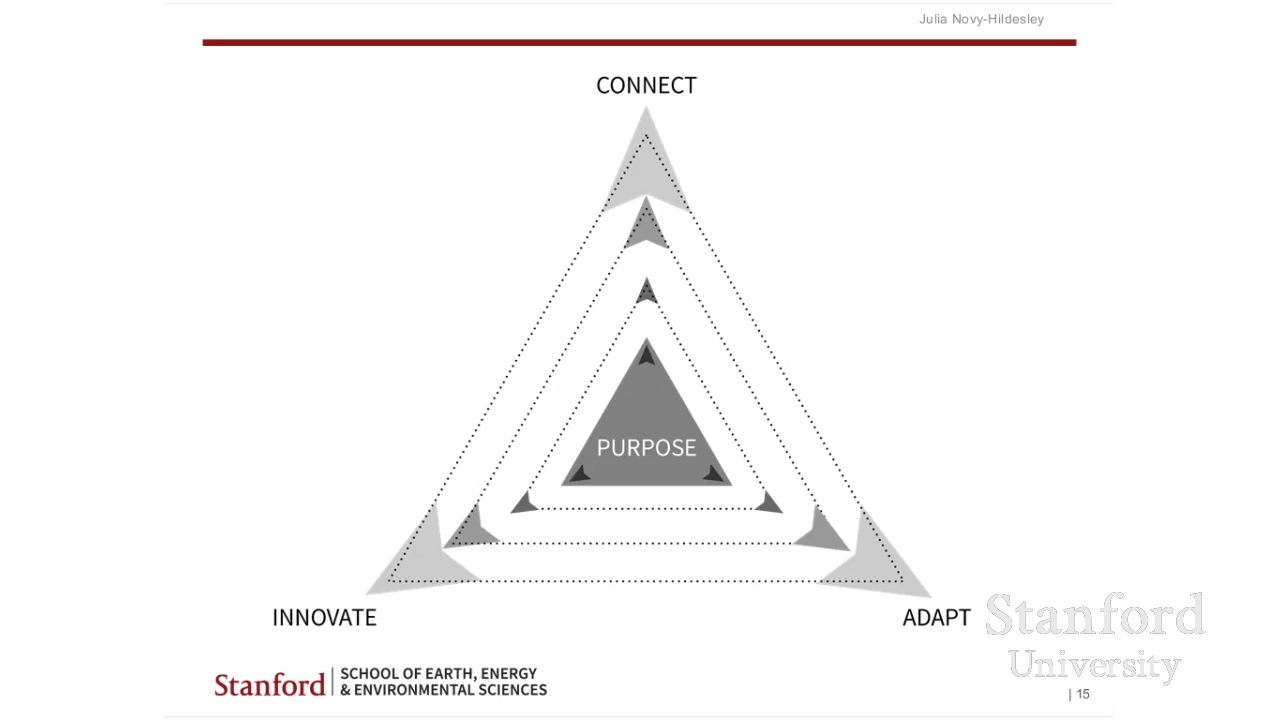 Julia Novy-Hildesley
CONNECT
PURPOSE
INNOVATE
ADAPT
Stanford
University
Stanford
SCHOOL OF EARTH, ENERGY
& ENVIRONMENTAL SCIENCES
| 15